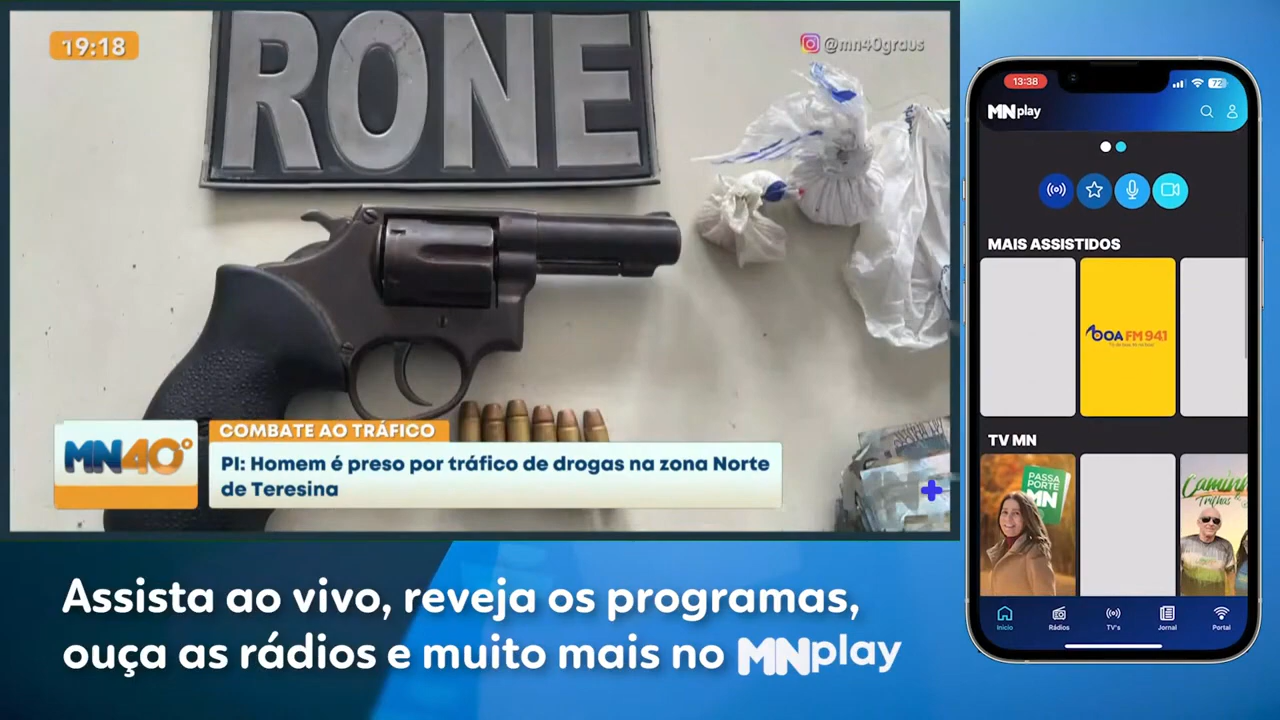 19:18
RONE
@mn40graus
MN40°
COMBATE AO TRÁFICO
PI: Homem é preso por tráfico de drogas na zona Norte
de Teresina
Assista ao vivo, reveja os programas,
ouça as rádios e muito mais no MNplay
13:38
72
MNplay
MAIS ASSISTIDOS
BOA FM 94.1
TV MN
PASSA
PORTE
MN
Trilhas
Início
Rádios
TV's
Jornal
Portal